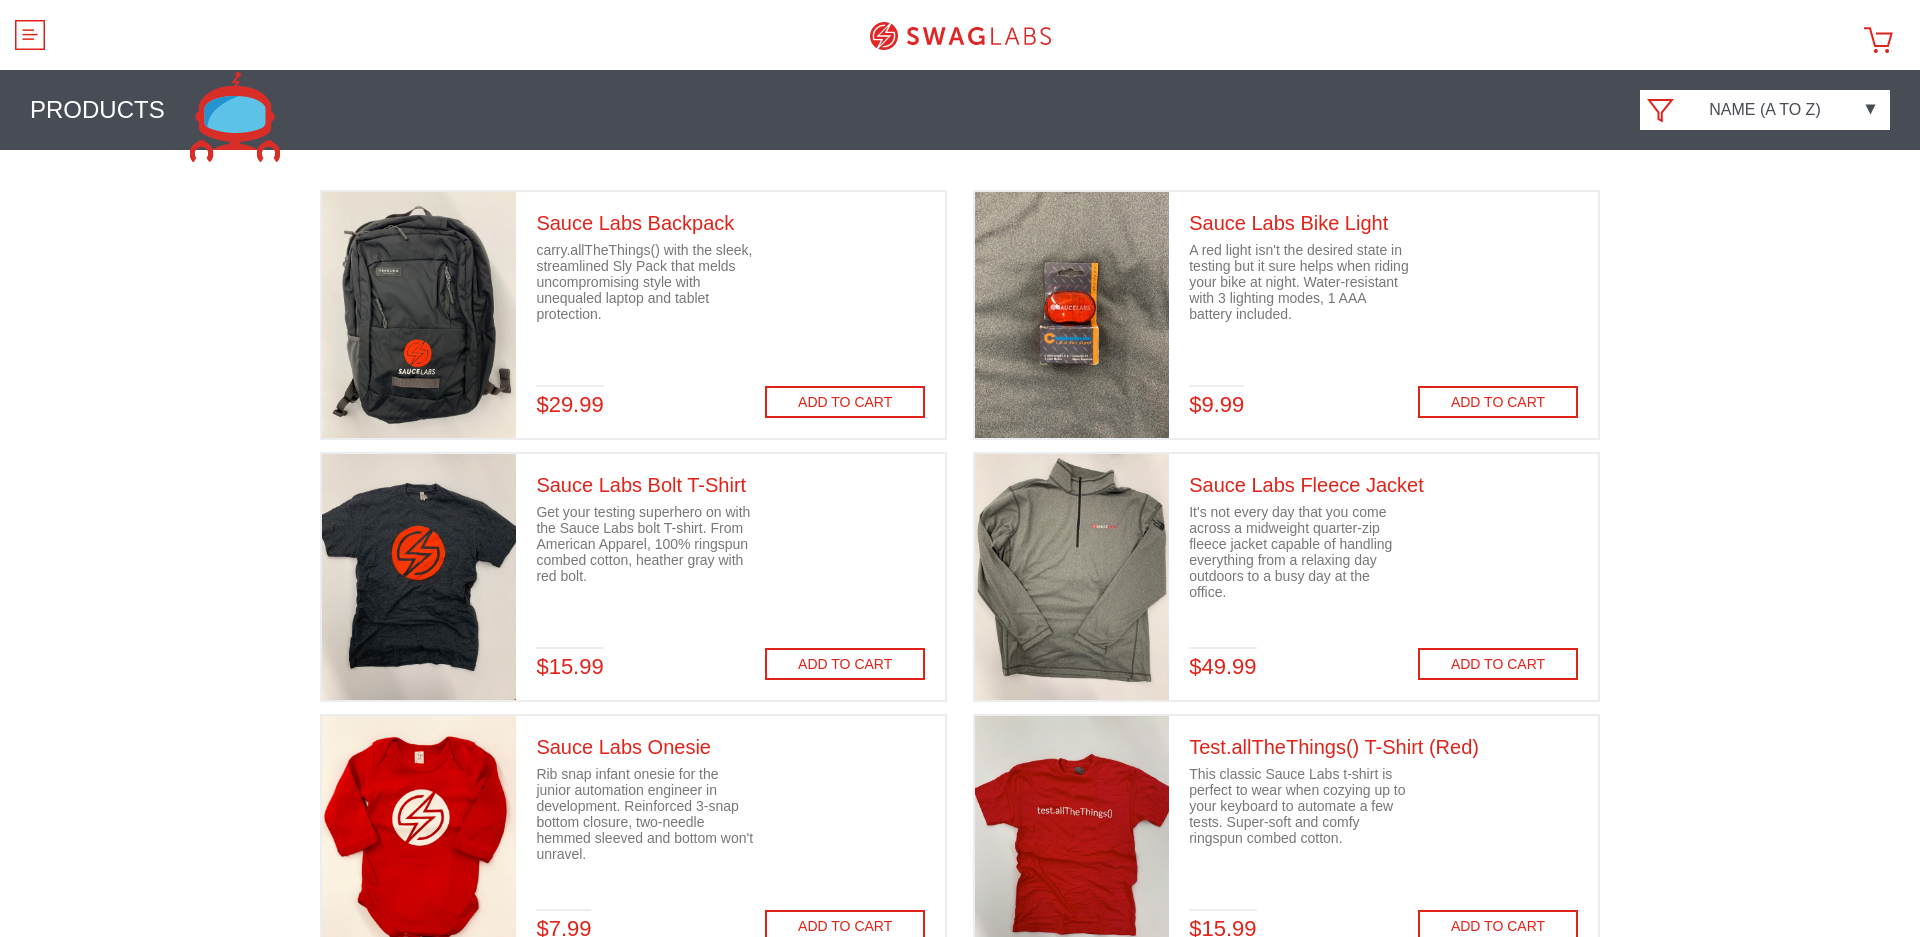 SWAGLABS
PRODUCTS
NAME (A TO Z)
Sauce Labs Backpack
carry.allTheThings() with the sleek,
streamlined Sly Pack that melds
uncompromising style with
unequaled laptop and tablet
protection.
SAUCELABS
$29.99
ADD TO CART
Sauce Labs Bike Light
A red light isn't the desired state in
testing but it sure helps when riding
your bike at night. Water-resistant
with 3 lighting modes, 1 AAA
battery included.
SAUCELABS
$9.99
ADD TO CART
Sauce Labs Bolt T-Shirt
Get your testing superhero on with
the Sauce Labs bolt T-shirt. From
American Apparel, 100% ringspun
combed cotton, heather gray with
red bolt.
$15.99
ADD TO CART
Sauce Labs Fleece Jacket
It's not every day that you come
across a midweight quarter-zip
fleece jacket capable of handling
everything from a relaxing day
outdoors to a busy day at the
office.
$49.99
ADD TO CART
Sauce Labs Onesie
Rib snap infant onesie for the
junior automation engineer in
development. Reinforced 3-snap
bottom closure, two-needle
hemmed sleeved and bottom won't
unravel.
$7.99
ADD TO CART
Test.allTheThings() T-Shirt (Red)
This classic Sauce Labs t-shirt is
perfect to wear when cozying up to
your keyboard to automate a few
tests. Super-soft and comfy
ringspun combed cotton.
test.allTheThings()
$15.99
ADD TO CART